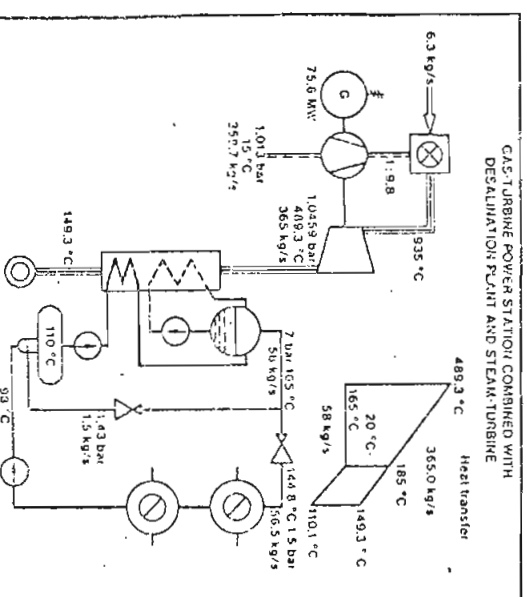 GAS-TURBINE POWER STATION COMBINED WITH
DESALINATION PLANT AND STEAM-TURBINE
6.3 kg/s
75.6 MW
G
1:9,8
935 °C
1.013 bar
15 °C
1.0459 bar
489.3 °C
365 kg/s
149.3 °C
110 °C
7 bar 165 °C
58 kg/s
1.43 bar
1.5 kg/s
93 °C
144.8 °C 1.5 bar
56.5 kg/s
Heat transfer
489.3 °C
365.0 kg/s
20 °C
165 °C
185 °C
58 kg/s
149.3 °C
110.1 °C